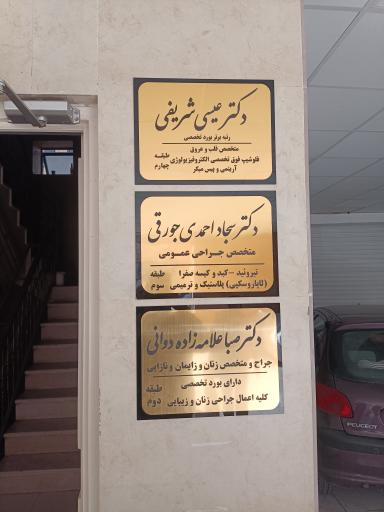 دکتر عیسی شریفی
رتبه برتر بورد تخصصی
متخصص قلب و عروق
فلوشیپ فوق تخصصی الکتروفیزیولوژی
آریتمی و پیس میکر
طبقه
چهارم
دکتر سجاد احمدی جورقی
متخصص جراحی عمومی
تیروئید - کبد و کیسه صفرا
(لاپاروسکپی) پلاستیک و ترمیمی
طبقه
سوم
دکتر صبا علامه زاده دوانی
جراح و متخصص زنان و زایمان و نازایی
دارای بورد تخصصی
کلیه اعمال جراحی زنان و زیبایی
طبقه
دوم
PEUGEOT